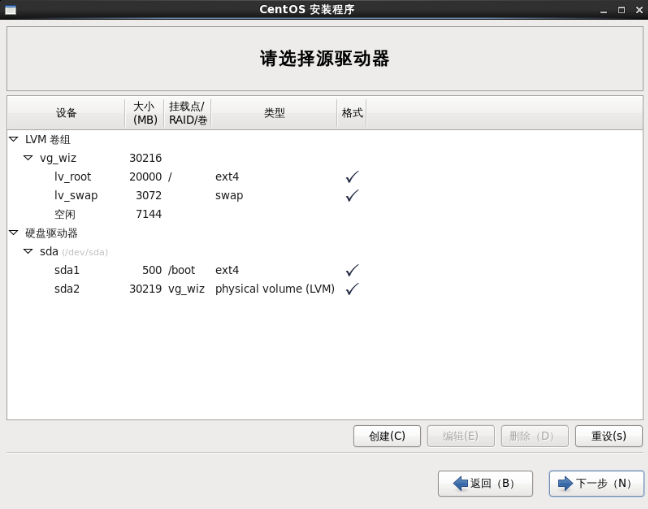 CentOS 安装程序
请选择源驱动器
设备 大小 (MB) 挂载点/ RAID/卷 类型 格式
LVM 卷组
vg_wiz 30216
lv_root 20000 / ext4
lv_swap 3072 swap
空闲 7144
硬盘驱动器
sda (/dev/sda)
sda1 500 /boot ext4
sda2 30219 vg_wiz physical volume (LVM)
创建(C) 编辑(E) 删除（D） 重设(s)
返回（B） 下一步（N）